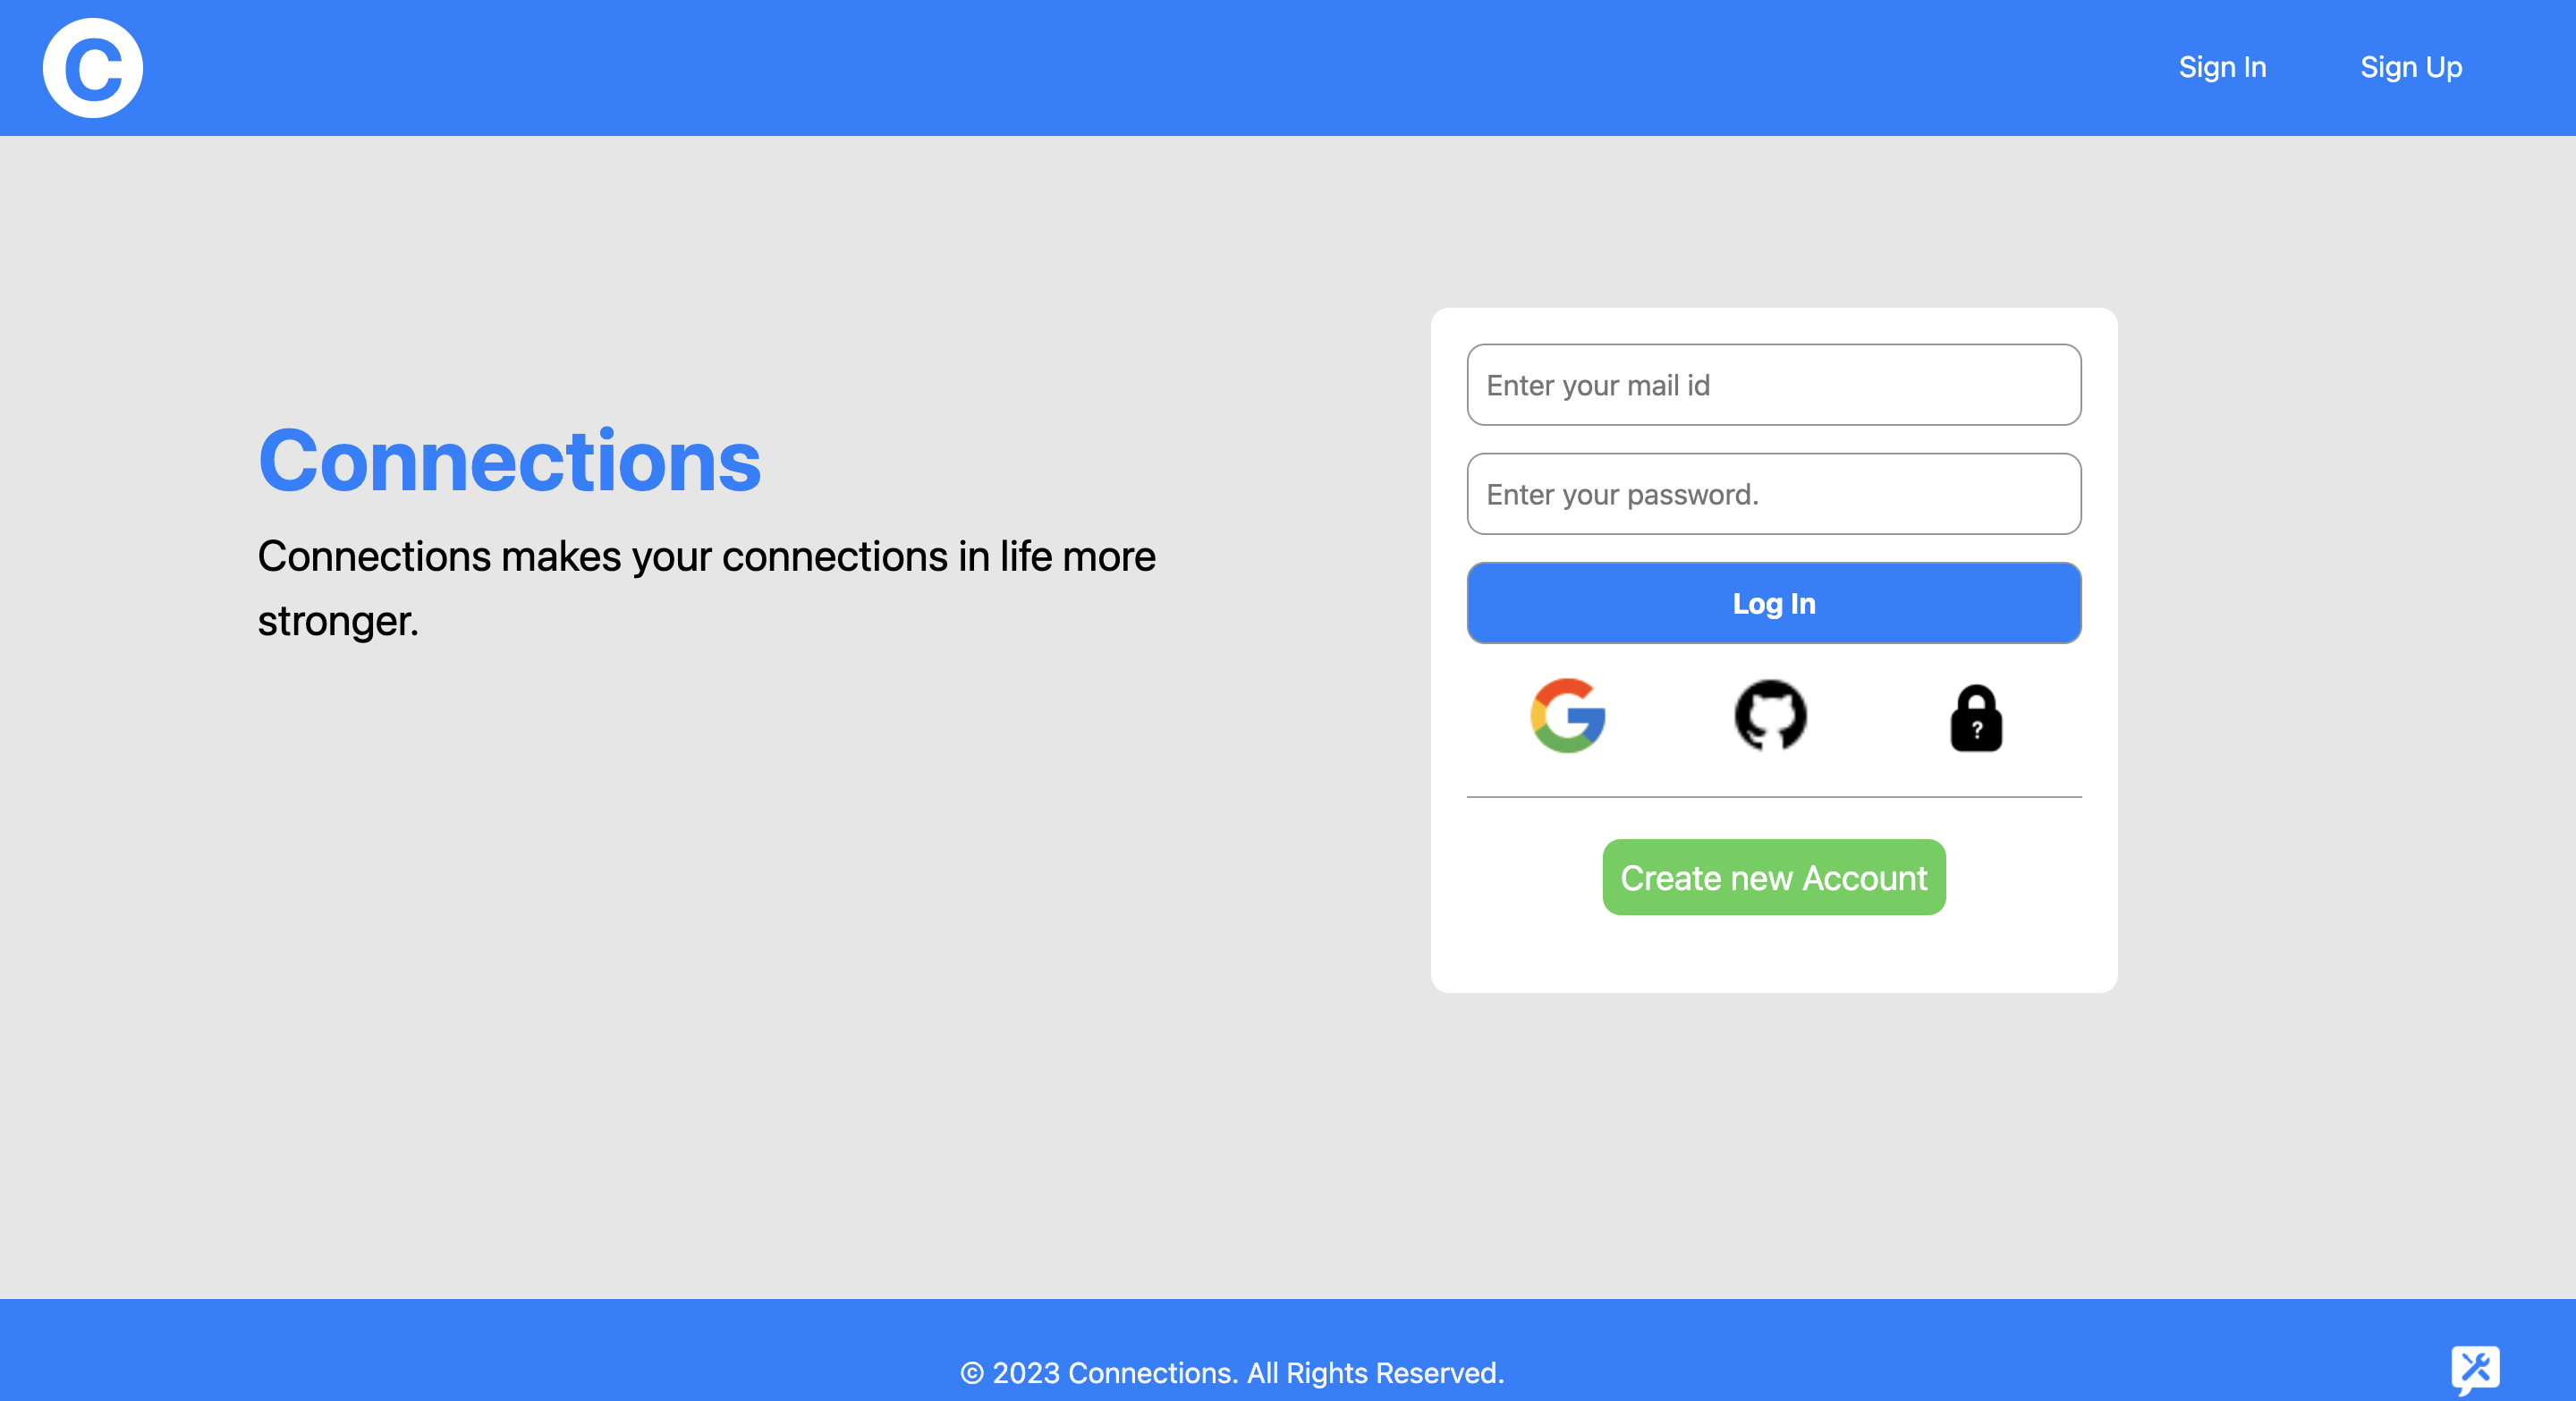 C
Sign In
Sign Up
Connections
Connections makes your connections in life more
stronger.
Enter your mail id
Enter your password.
Log In
?
Create new Account
© 2023 Connections. All Rights Reserved.